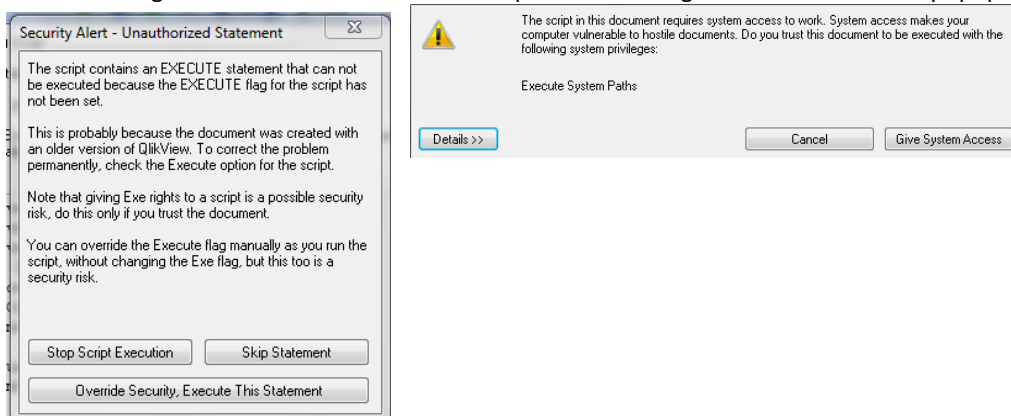 Security Alert - Unauthorized Statement
The script contains an EXECUTE statement that can not
be executed because the EXECUTE flag for the script has
not been set.
This is probably because the document was created with
an older version of QlikView. To correct the problem
permanently, check the Execute option for the script.
Note that giving Exe rights to a script is a possible security
risk, do this only if you trust the document.
You can override the Execute flag manually as you run the
script, without changing the Exe flag, but this too is a
security risk.
Stop Script Execution
Skip Statement
Override Security, Execute This Statement
The script in this document requires system access to work. System access makes your
computer vulnerable to hostile documents. Do you trust this document to be executed with the
following system privileges:
Execute System Paths
Details >>
Cancel
Give System Access